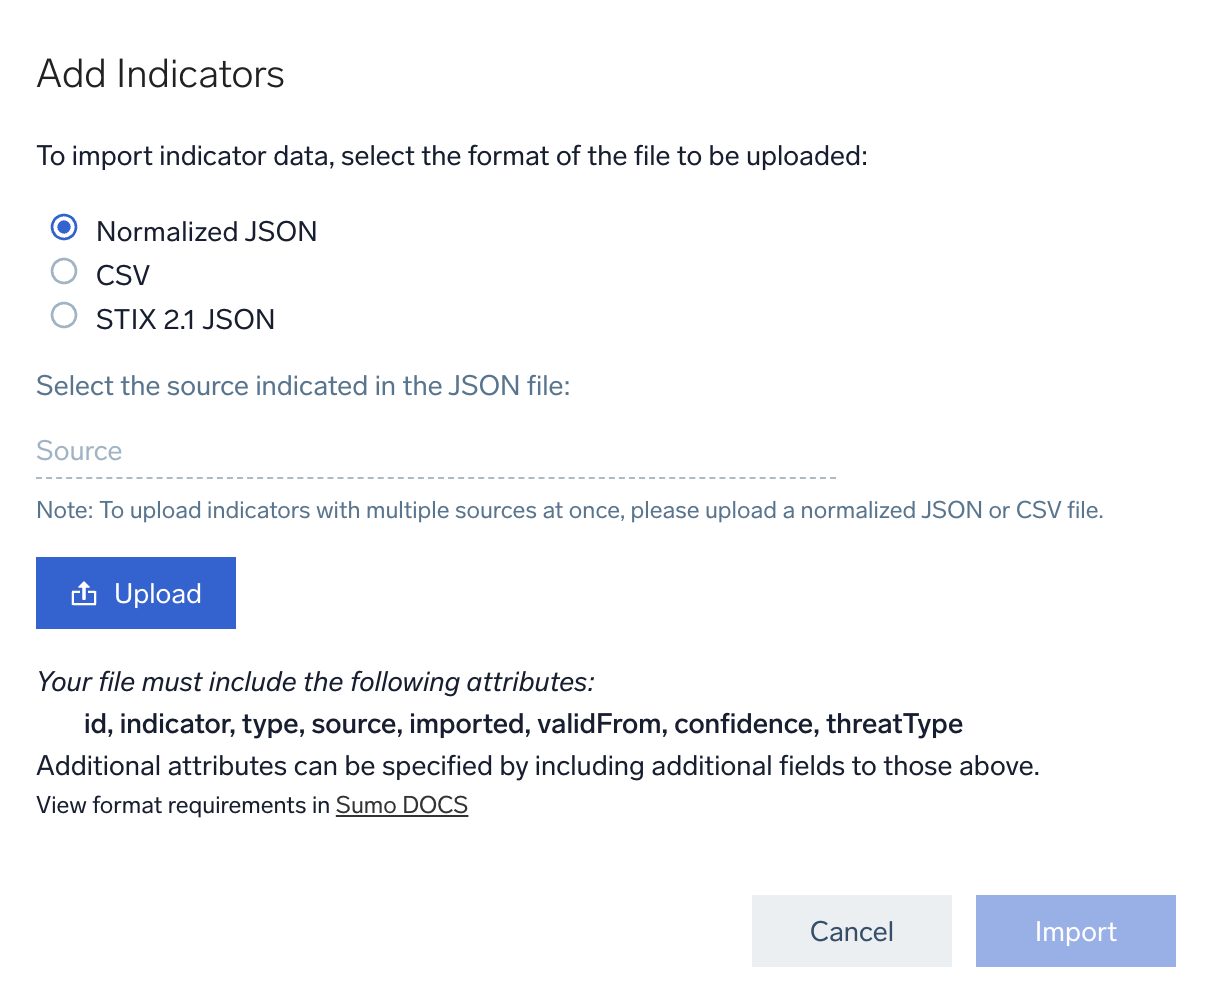 Add Indicators
To import indicator data, select the format of the file to be uploaded:
Normalized JSON
CSV
STIX 2.1 JSON
Select the source indicated in the JSON file:
Source
Note: To upload indicators with multiple sources at once, please upload a normalized JSON or CSV file.
Upload
Your file must include the following attributes:
id, indicator, type, source, imported, validFrom, confidence, threatType
Additional attributes can be specified by including additional fields to those above.
View format requirements in Sumo DOCS
Cancel Import